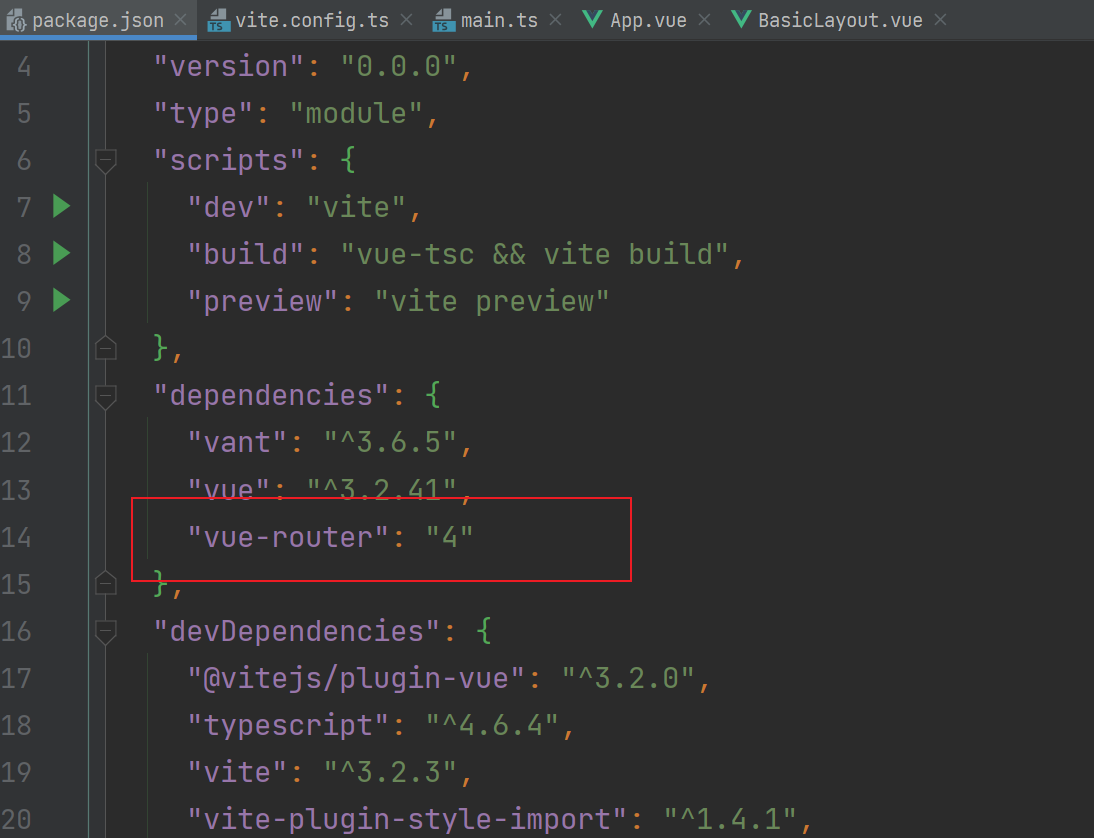 package.json vite.config.ts main.ts App.vue BasicLayout.vue
4 "version": "0.0.0",
5 "type": "module",
6 "scripts": {
7 "dev": "vite",
8 "build": "vue-tsc && vite build",
9 "preview": "vite preview"
10 },
11 "dependencies": {
12 "vant": "^3.6.5",
13 "vue": "^3.2.41",
14 "vue-router": "4"
15 },
16 "devDependencies": {
17 "@vitejs/plugin-vue": "^3.2.0",
18 "typescript": "^4.6.4",
19 "vite": "^3.2.3",
20 "vite-plugin-style-import": "^1.4.1",